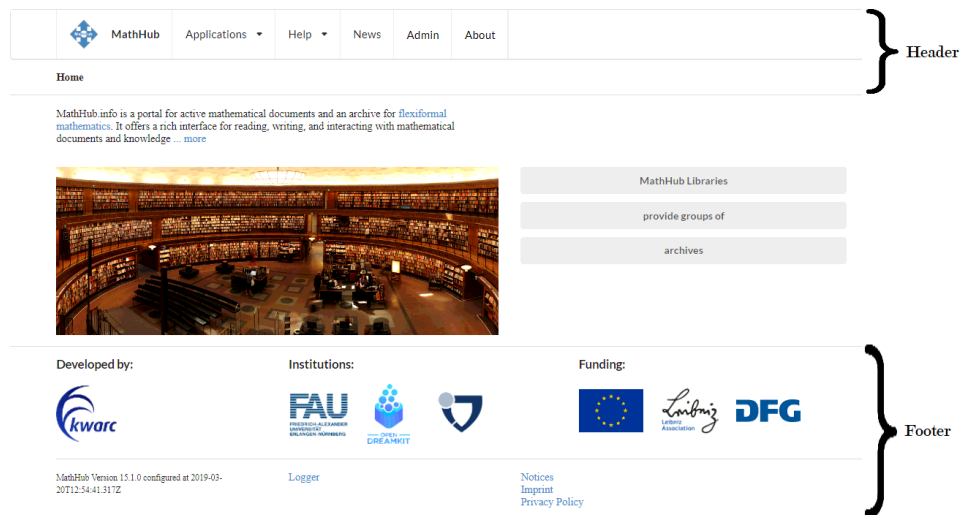 MathHub Applications Help News Admin About
Header
Home
MathHub.info is a portal for active mathematical documents and an archive for flexiformal
mathematics. It offers a rich interface for reading, writing, and interacting with mathematical
documents and knowledge ... more
MathHub Libraries
provide groups of
archives
Developed by:
Institutions:
Funding:
kwarc
FAU
FRIEDRICH-ALEXANDER
UNIVERSITÄT
ERLANGEN-NÜRNBERG
OPEN
DREAMKIT
Leibniz
Leibniz
Association
DFG
Footer
MathHub Version 15.1.0 configured at 2019-03-
20T12:54:41.317Z
Logger
Notices
Imprint
Privacy Policy